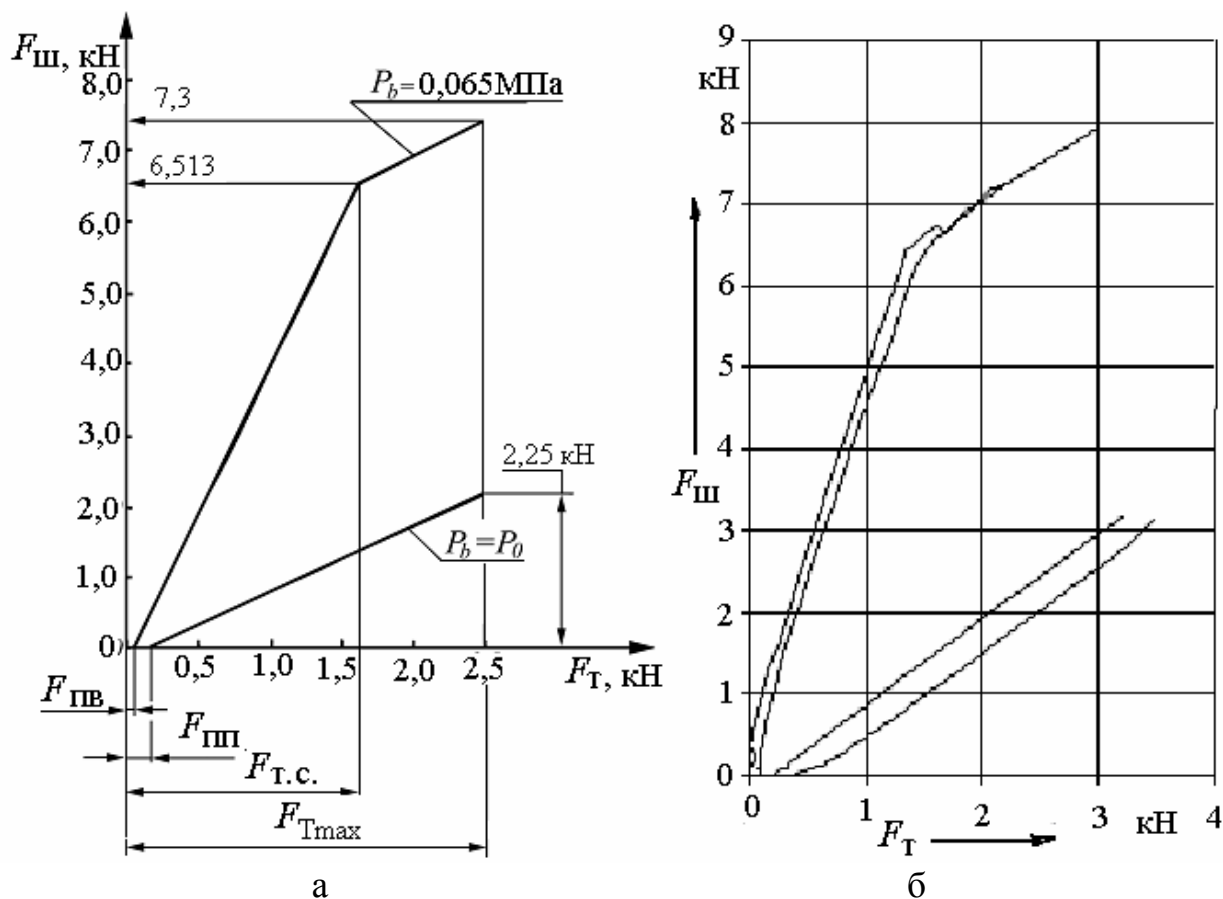 F_Ш, кН
8,0
7,3
7,0
6,513
6,0
5,0
4,0
3,0
2,0
1,0
0)
P_b = 0,065МПа
2,25 кН
P_b = P_0
0,5 1,0 1,5 2,0 2,5
F_Т, кН
F_ПВ
F_ПП
F_Т.С.
F_Tmax
а
9
кН
8
7
6
5
4
F_Ш
3
2
1
0
0 1 2 3 4
F_Т
кН
б